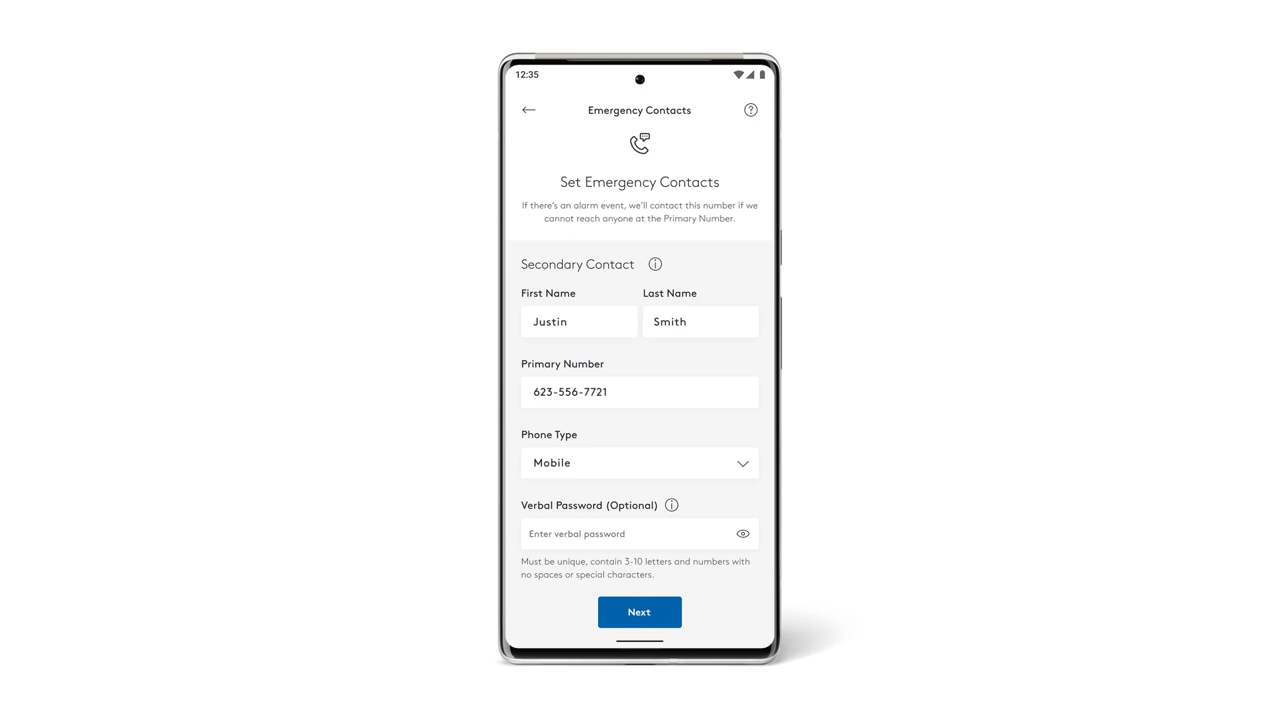 12:35
Emergency Contacts
Set Emergency Contacts
If there's an alarm event, we'll contact this number if we
cannot reach anyone at the Primary Number.
Secondary Contact
First Name Last Name
Justin Smith
Primary Number
623-556-7721
Phone Type
Mobile
Verbal Password (Optional)
Enter verbal password
Must be unique, contain 3-10 letters and numbers with
no spaces or special characters.
Next